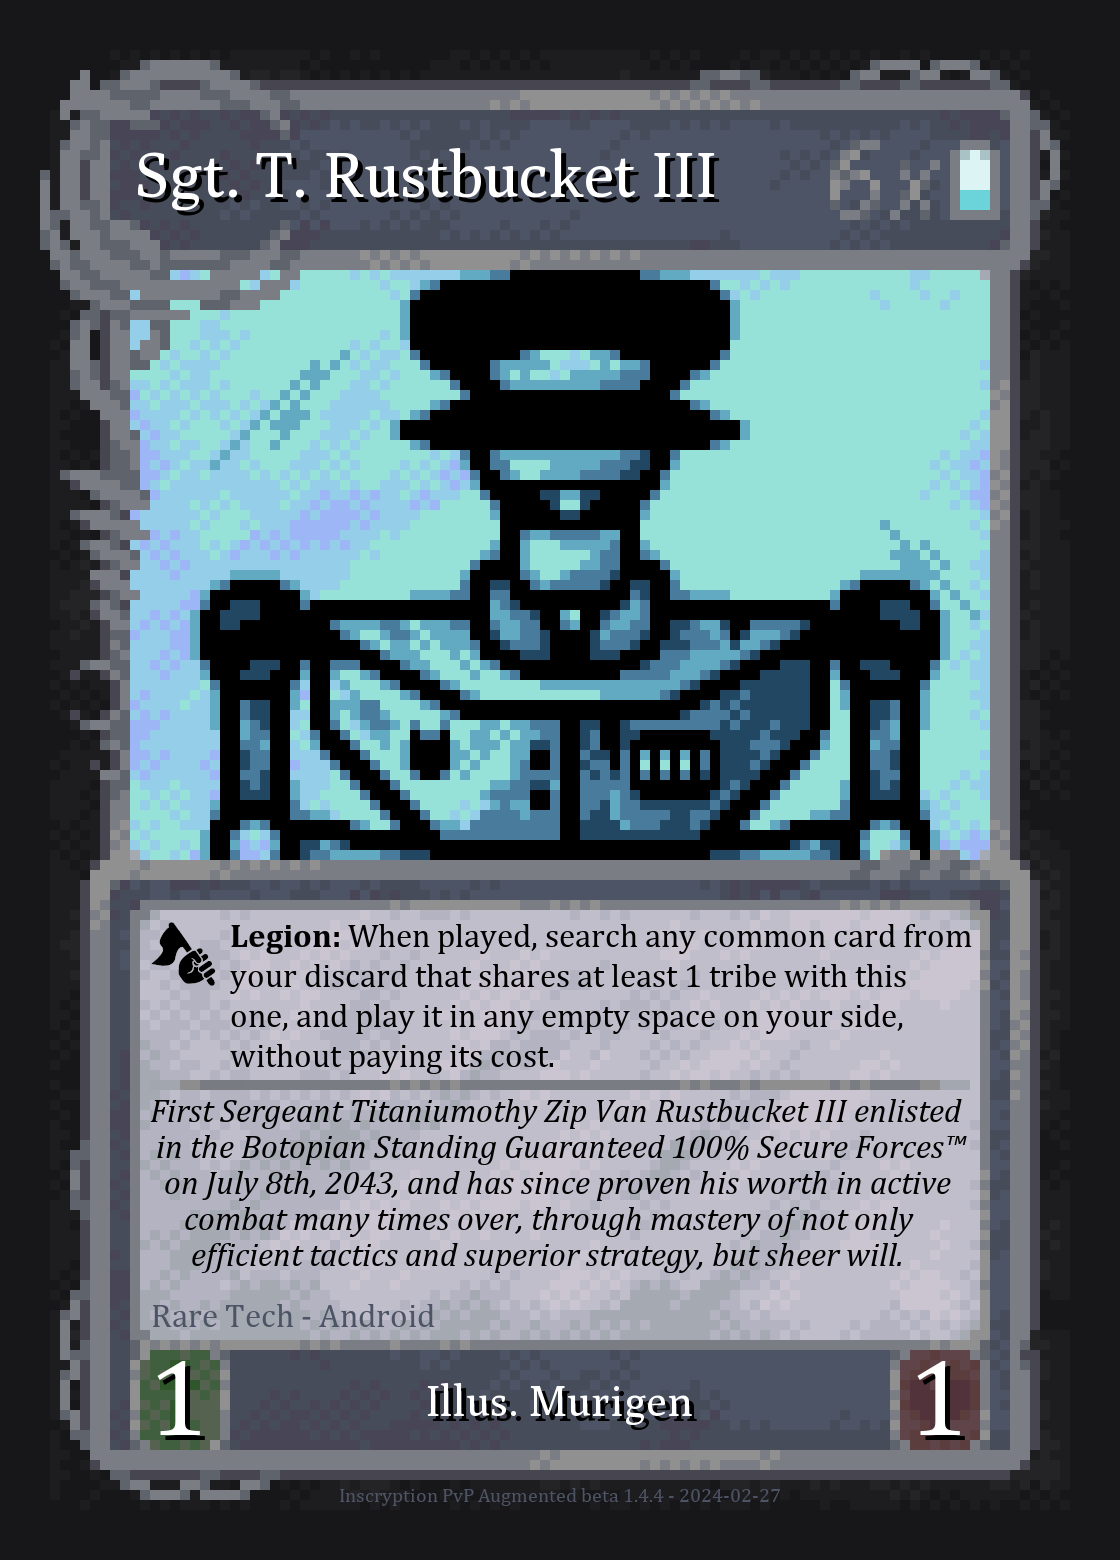 Sgt. T. Rustbucket III 6x
Legion: When played, search any common card from
your discard that shares at least 1 tribe with this
one, and play it in any empty space on your side,
without paying its cost.
First Sergeant Titaniumothy Zip Van Rustbucket III enlisted
in the Botopian Standing Guaranteed 100% Secure Forces™
on July 8th, 2043, and has since proven his worth in active
combat many times over, through mastery of not only
efficient tactics and superior strategy, but sheer will.
Rare Tech - Android
1 Illus. Murigen 1
Inscryption PvP Augmented beta 1.4.4 - 2024-02-27